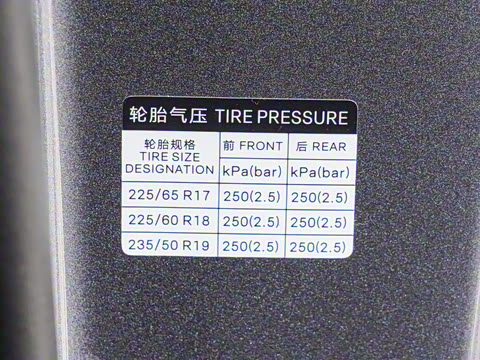 轮胎气压 TIRE PRESSURE
轮胎规格 TIRE SIZE DESIGNATION 前 FRONT 后 REAR
kPa(bar) kPa(bar)
225/65 R17 250(2.5) 250(2.5)
225/60 R18 250(2.5) 250(2.5)
235/50 R19 250(2.5) 250(2.5)